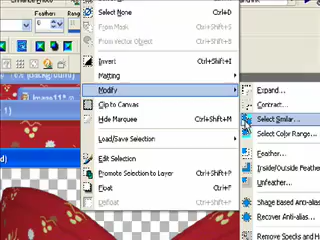 Enhance Photo
Select None Ctrl+D
From Mask Ctrl+Shift+S
From Vector Object Ctrl+Shift+B
Feather:
0
Invert Ctrl+Shift+I
Matting
Modify
Clip to Canvas
Hide Marquee Ctrl+Shift+M
Load/Save Selection
Edit Selection
Promote Selection to Layer Ctrl+Shift+P
Float Ctrl+F
Defloat
Expand...
Contract...
Select Similar...
Select Color Range...
Feather...
Inside/Outside Feather
Unfeather...
Shape based Anti-alias
Recover Anti-alias...
Remove Specks and H